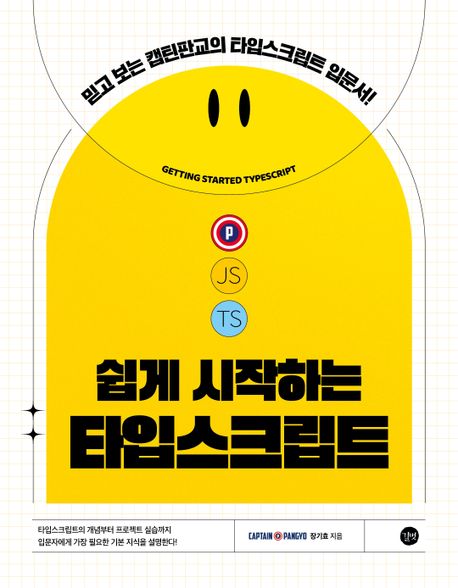 믿고 보는 캡틴판교의 타입스크립트 입문서!
GETTING STARTED TYPESCRIPT
P
JS
TS
쉽게 시작하는
타입스크립트
타입스크립트의 개념부터 프로젝트 실습까지
입문자에게 가장 필요한 기본 지식을 설명한다!
CAPTAIN P PANGYO 장기효 지음
길벗